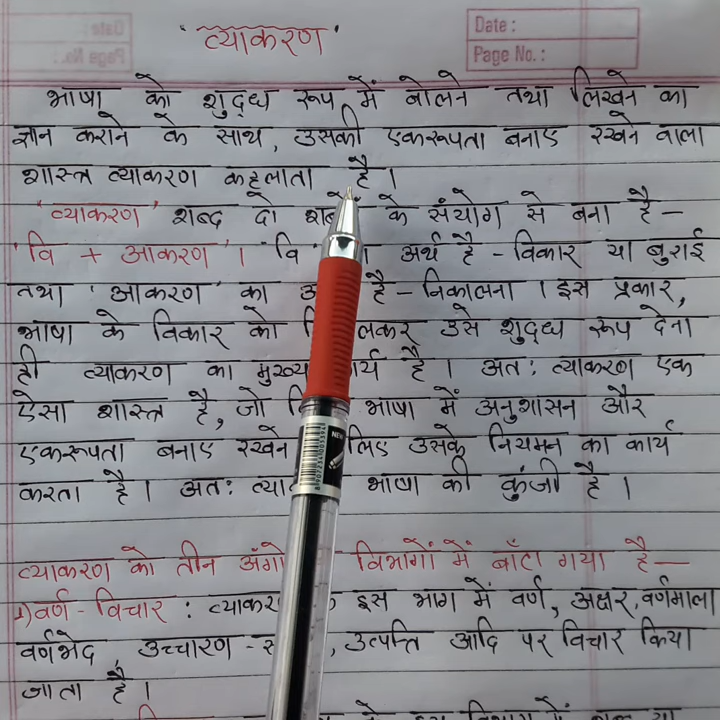 Date :
Page No. :
'व्याकरण'
भाषा को शुद्ध रूप में बोलने तथा लिखने का
ज्ञान कराने के साथ, उसकी एकरूपता बनाए रखने वाला
शास्त्र व्याकरण कहलाता है।
'व्याकरण' शब्द दो के संयोग से बना है –
'वि + आकरण'। 'वि' अर्थ है – विकार या बुराई
तथा 'आकरण' का है – निकालना। इस प्रकार,
भाषा के विकार को उसे शुद्ध रूप देना
ही व्याकरण का मुख्य है। अतः व्याकरण एक
ऐसा शास्त्र है, जो भाषा में अनुशासन और
एकरूपता बनाए रखने उसके नियमन का कार्य
करता है। अतः भाषा की कुंजी है।
व्याकरण को तीन विभागों में बाँटा गया है—
1) वर्ण-विचार : इस भाग में वर्ण, अक्षर, वर्णमाला
वर्णभेद, उच्चारण- , उत्पत्ति आदि पर विचार किया
जाता है।
NEW